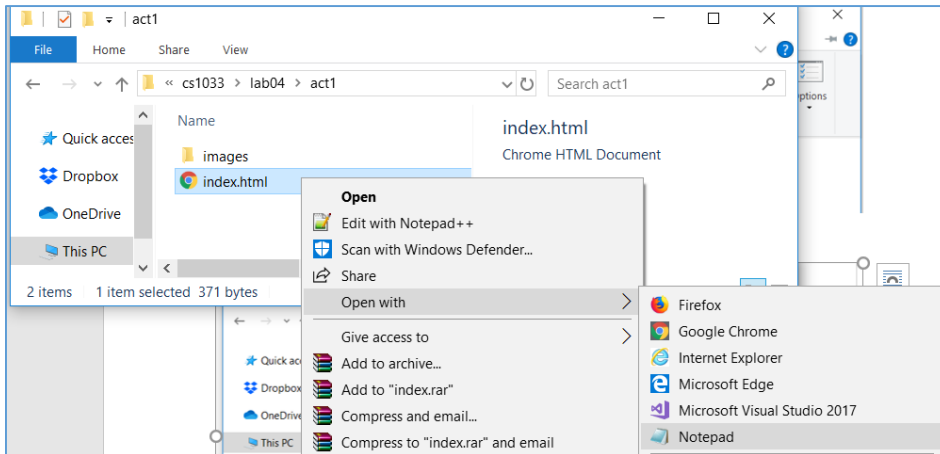 act1
File Home Share View
« cs1033 > lab04 > act1
Search act1
ptions
Quick acces
Dropbox
OneDrive
This PC
Name
images
index.html
index.html
Chrome HTML Document
2 items 1 item selected 371 bytes
Open
Edit with Notepad++
Scan with Windows Defender...
Share
Open with
Give access to
Add to archive...
Add to "index.rar"
Compress and email...
Compress to "index.rar" and email
Firefox
Google Chrome
Internet Explorer
Microsoft Edge
Microsoft Visual Studio 2017
Notepad
Quick ac
Dropbox
OneDrive
This PC